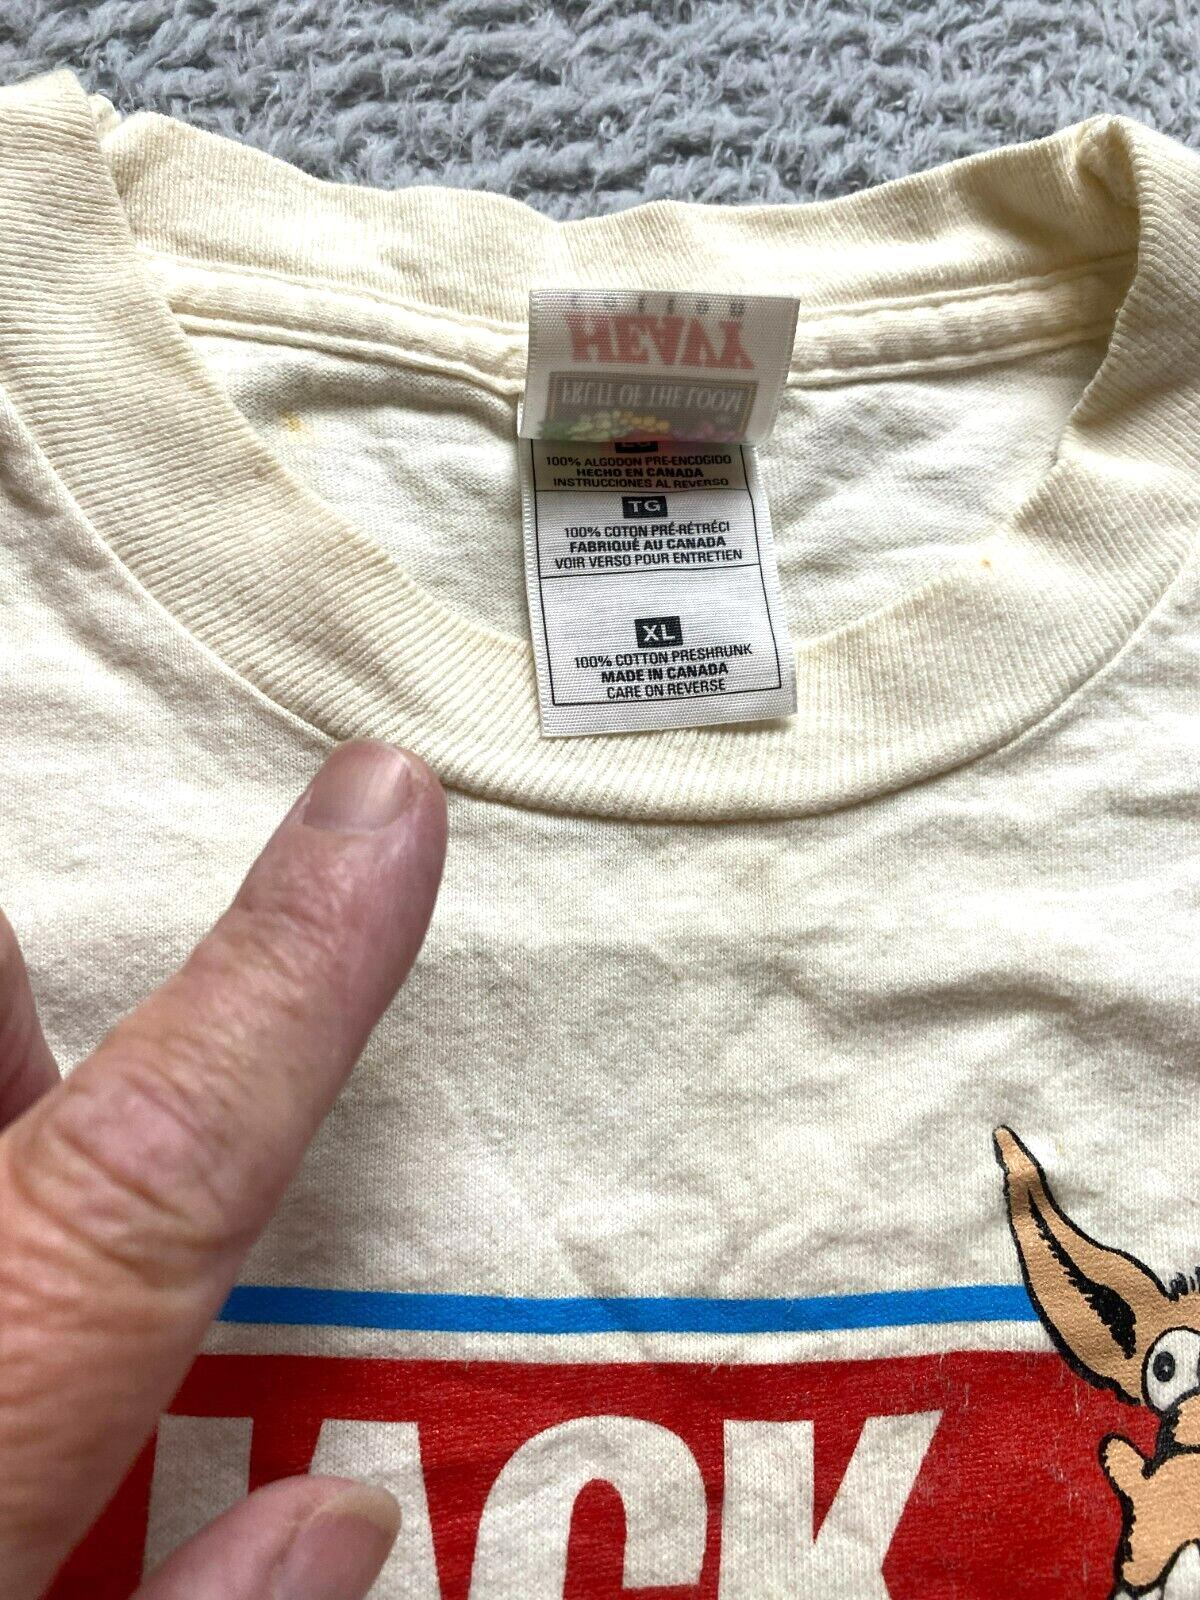 HEAVY
FRUIT OF THE LOOM
100% ALGODON PRE-ENCOGIDO
HECHO EN CANADA
INSTRUCCIONES AL REVERSO
TG
100% COTON PRÉ-RÉTRÉCI
FABRIQUÉ AU CANADA
VOIR VERSO POUR ENTRETIEN
XL
100% COTTON PRESHRUNK
MADE IN CANADA
CARE ON REVERSE